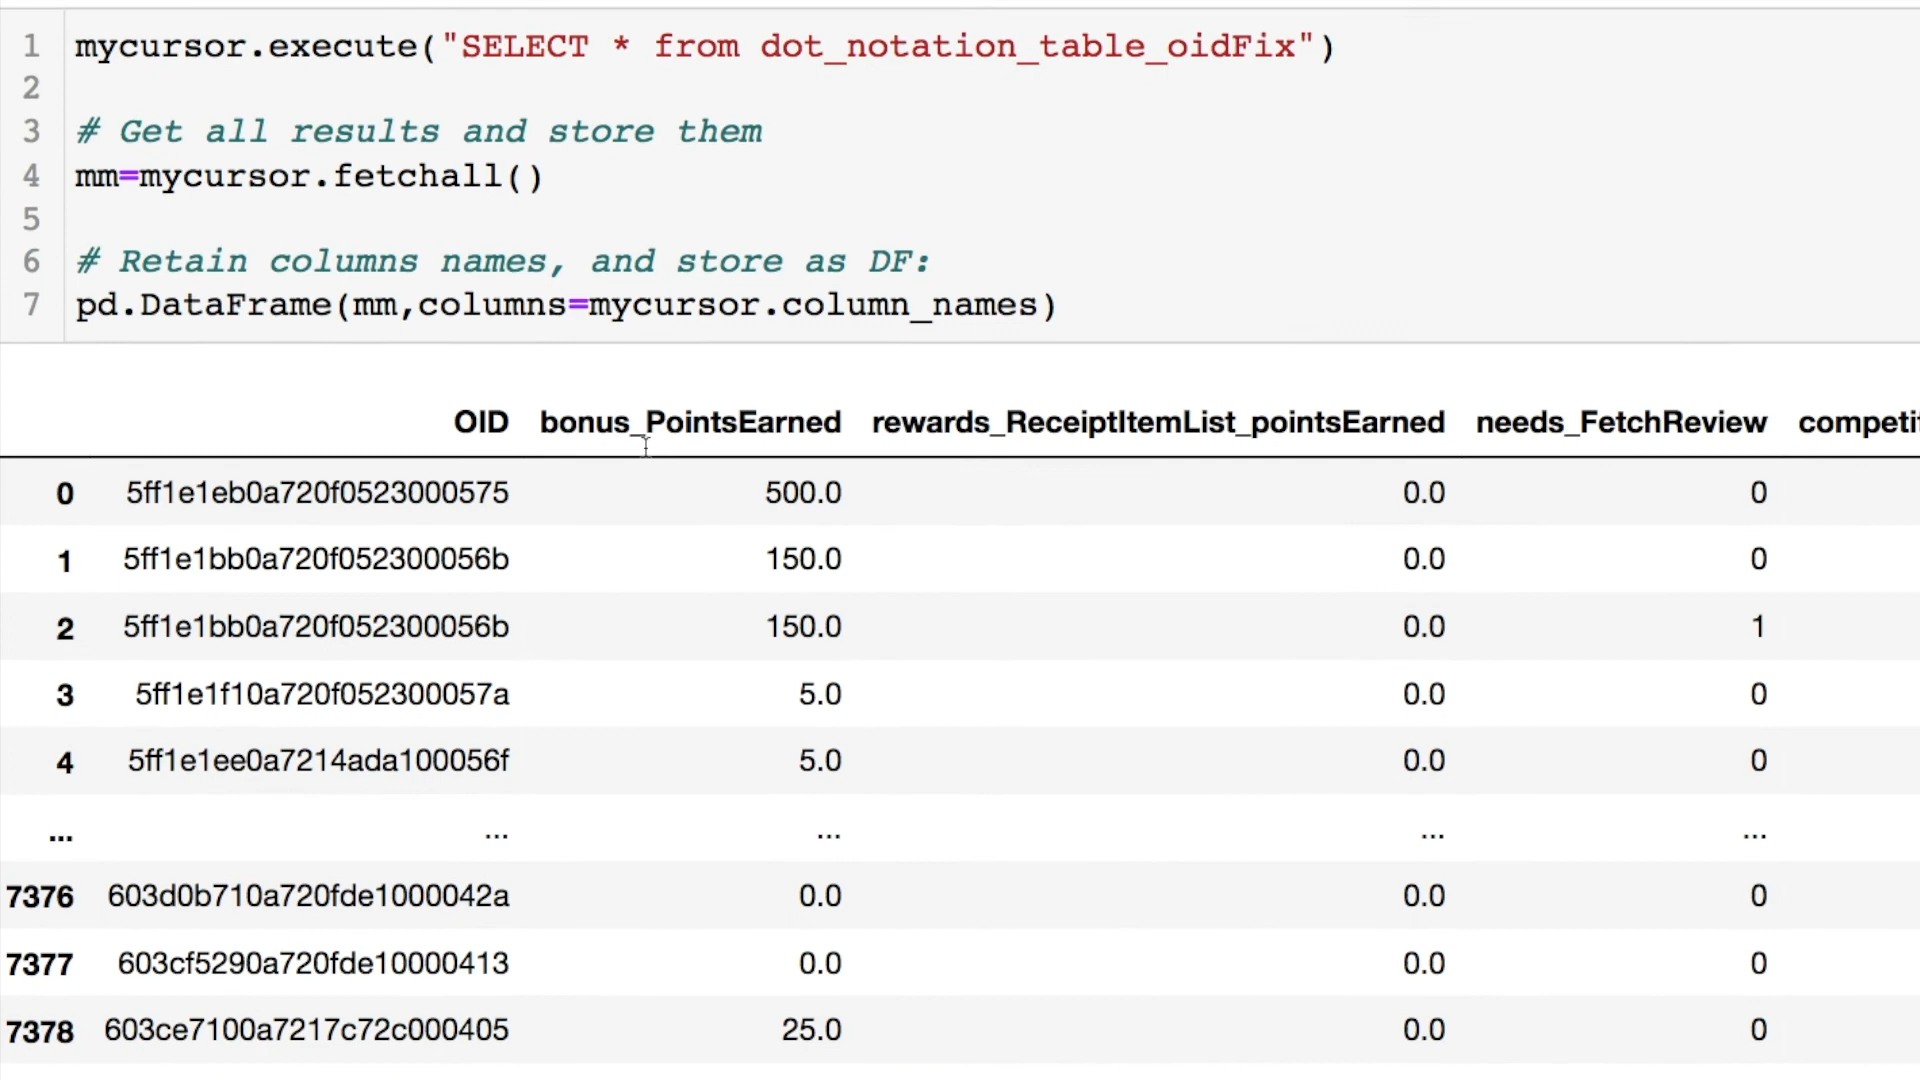 1 mycursor.execute("SELECT * from dot_notation_table_oidFix")
2
3 # Get all results and store them
4 mm=mycursor.fetchall()
5
6 # Retain columns names, and store as DF:
7 pd.DataFrame(mm,columns=mycursor.column_names)
OID bonus_PointsEarned rewards_ReceiptItemList_pointsEarned needs_FetchReview competit
0 5ff1e1eb0a720f0523000575 500.0 0.0 0
1 5ff1e1bb0a720f052300056b 150.0 0.0 0
2 5ff1e1bb0a720f052300056b 150.0 0.0 1
3 5ff1e1f10a720f052300057a 5.0 0.0 0
4 5ff1e1ee0a7214ada100056f 5.0 0.0 0
... ... ... ... ...
7376 603d0b710a720fde1000042a 0.0 0.0 0
7377 603cf5290a720fde10000413 0.0 0.0 0
7378 603ce7100a7217c72c000405 25.0 0.0 0